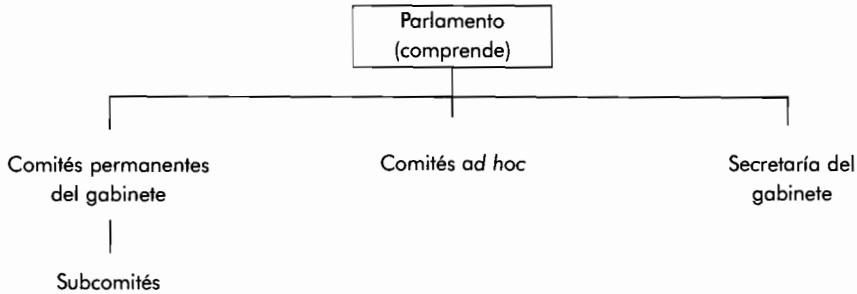 Parlamento
(comprende)
Comités permanentes
del gabinete
Comités ad hoc
Secretaría del
gabinete
Subcomités